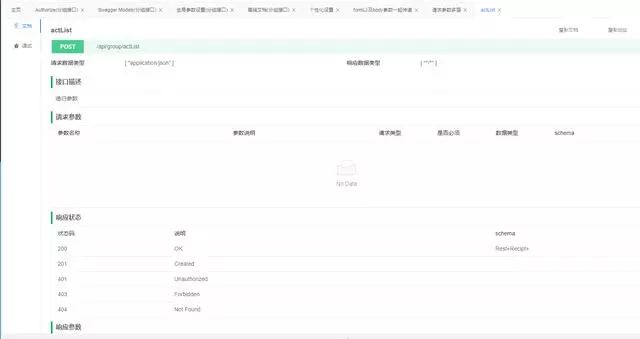 主页 Authorize(分组接口) × Swagger Models(分组接口) × 全局参数设置(分组接口) × 离线文档(分组接口) × 个性化设置 × form以及body参数一起传递 × 请求参数多层 × actList ×
文档
调试
actList 复制文档 复制地址
POST /api/group/actList
请求数据类型 [ "application/json" ] 响应数据类型 [ "*/*" ]
接口描述
递归参数
请求参数
参数名称 参数说明 请求类型 是否必须 数据类型 schema
No Data
响应状态
状态码 说明 schema
200 OK Rest«Recipt»
201 Created
401 Unauthorized
403 Forbidden
404 Not Found
响应参数